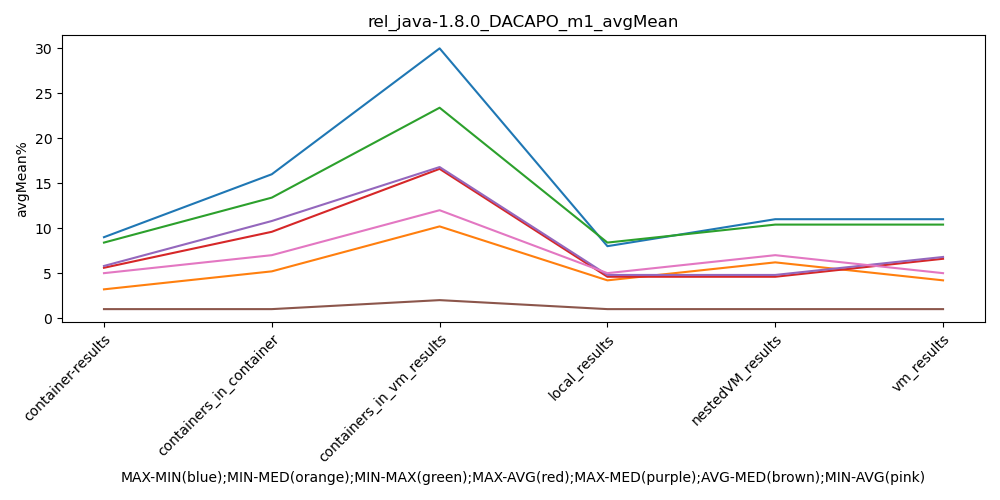 rel_java-1.8.0_DACAPO_m1_avgMean
avgMean%
30
25
20
15
10
5
0
container-results
containers_in_container
containers_in_vm_results
local_results
nestedVM_results
vm_results
MAX-MIN(blue);MIN-MED(orange);MIN-MAX(green);MAX-AVG(red);MAX-MED(purple);AVG-MED(brown);MIN-AVG(pink)